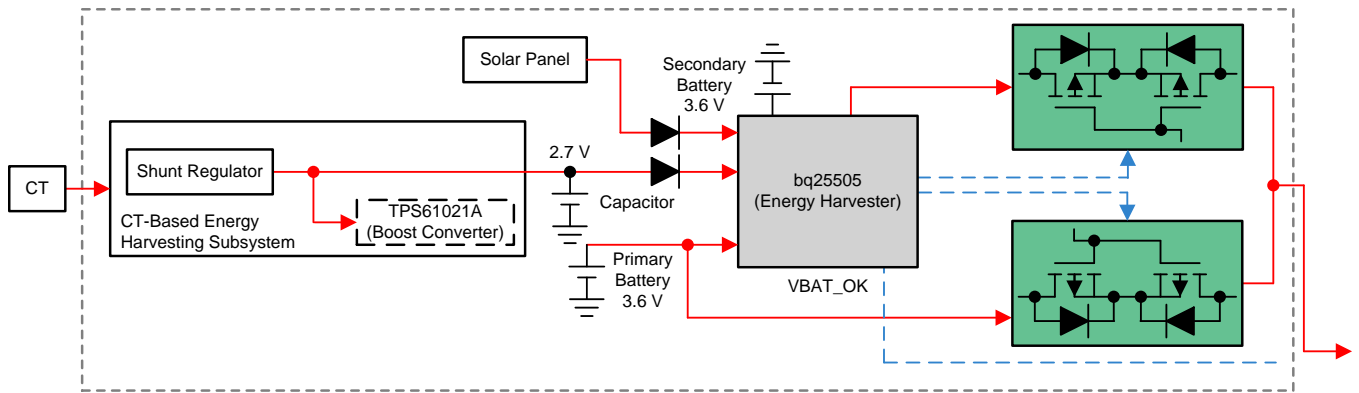 Solar Panel
Secondary
Battery
3.6 V
CT
Shunt Regulator
2.7 V
TPS61021A
(Boost Converter)
CT-Based Energy
Harvesting Subsystem
Capacitor
bq25505
(Energy Harvester)
Primary
Battery
3.6 V
VBAT_OK